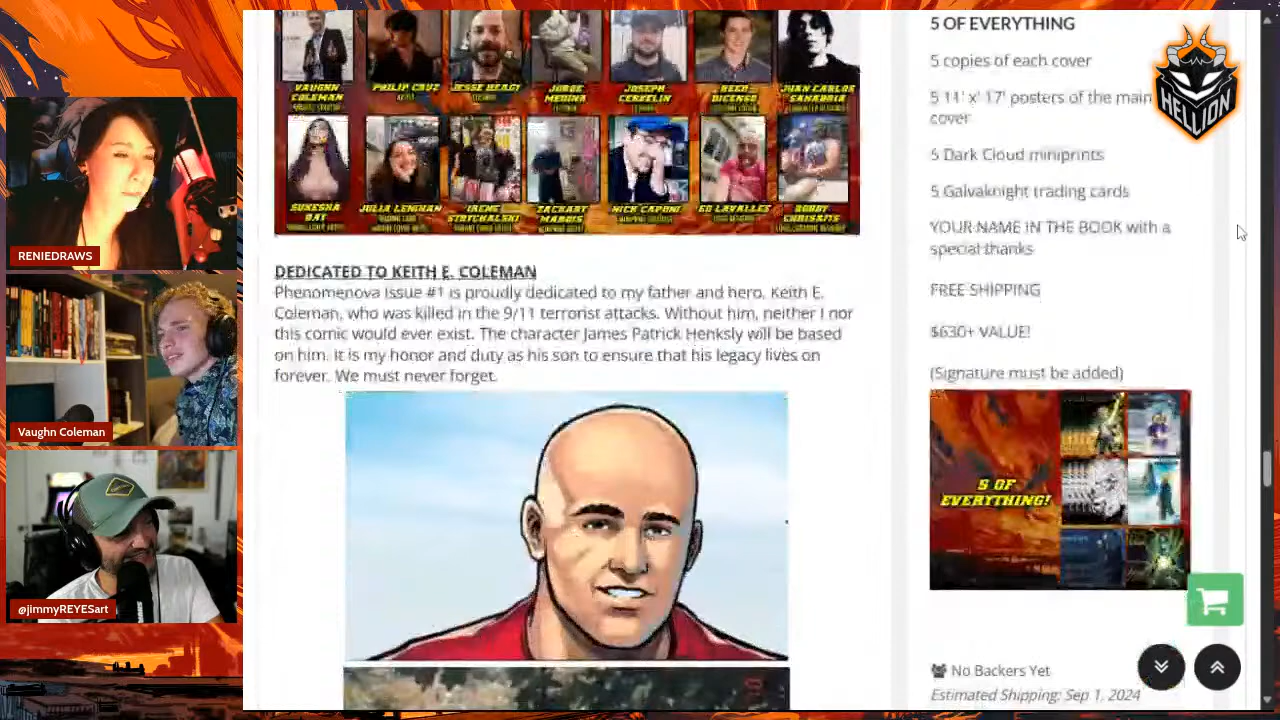 VAUGHN
COLEMAN
PHILIP CRUZ
JESSE HEAGY
JORGE
MEDINA
JOSEPH
REED
JUAN CARLOS
SUKESHA
RAY
JULIA LENIHAN
IRENE
STRYCHALSKI
ZACKARY
NICK CAPONI
ED LAVALLEE
BOBBY
DEDICATED TO KEITH E. COLEMAN
Phenomenova Issue #1 is proudly dedicated to my father and hero, Keith E.
Coleman, who was killed in the 9/11 terrorist attacks. Without him, neither I nor
this comic would ever exist. The character James Patrick Henksly will be based
on him. It is my honor and duty as his son to ensure that his legacy lives on
forever. We must never forget.
5 OF EVERYTHING
5 copies of each cover
5 11' x' 17' posters of the main
cover
5 Dark Cloud miniprints
5 Galvaknight trading cards
YOUR NAME IN THE BOOK with a
special thanks
FREE SHIPPING
$630+ VALUE!
(Signature must be added)
5 OF
EVERYTHING!
No Backers Yet
Estimated Shipping: Sep 1, 2024
HELLION
RENIEDRAWS
Vaughn Coleman
@jimmyREYESart